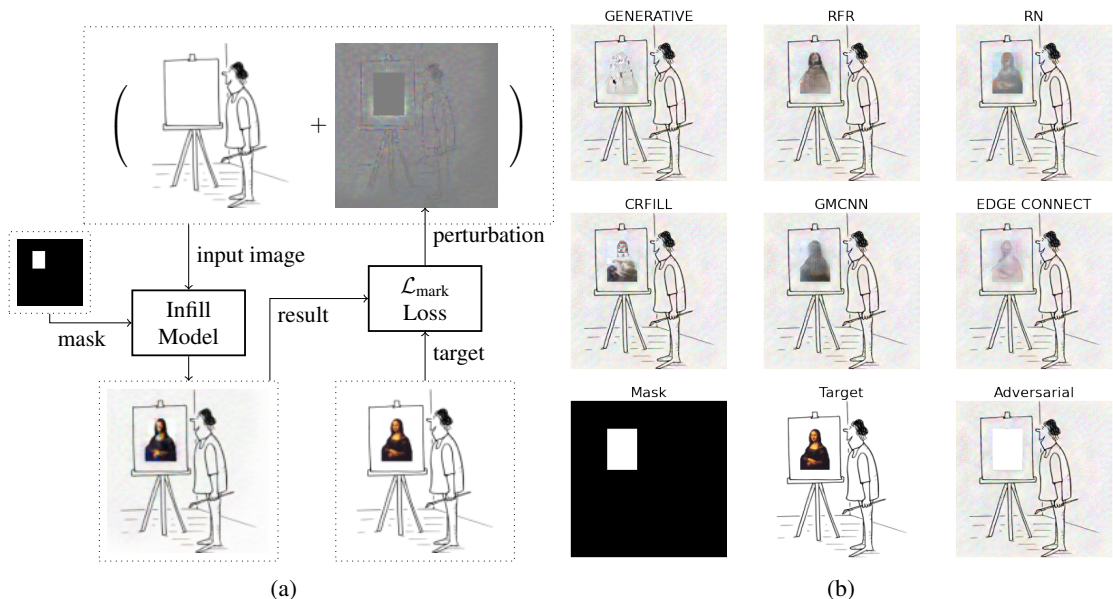 ( + )
input image
perturbation
mask
Infill
Model
result
ℒmark
Loss
target
(a)
GENERATIVE RFR RN
CRFILL GMCNN EDGE CONNECT
Mask Target Adversarial
(b)